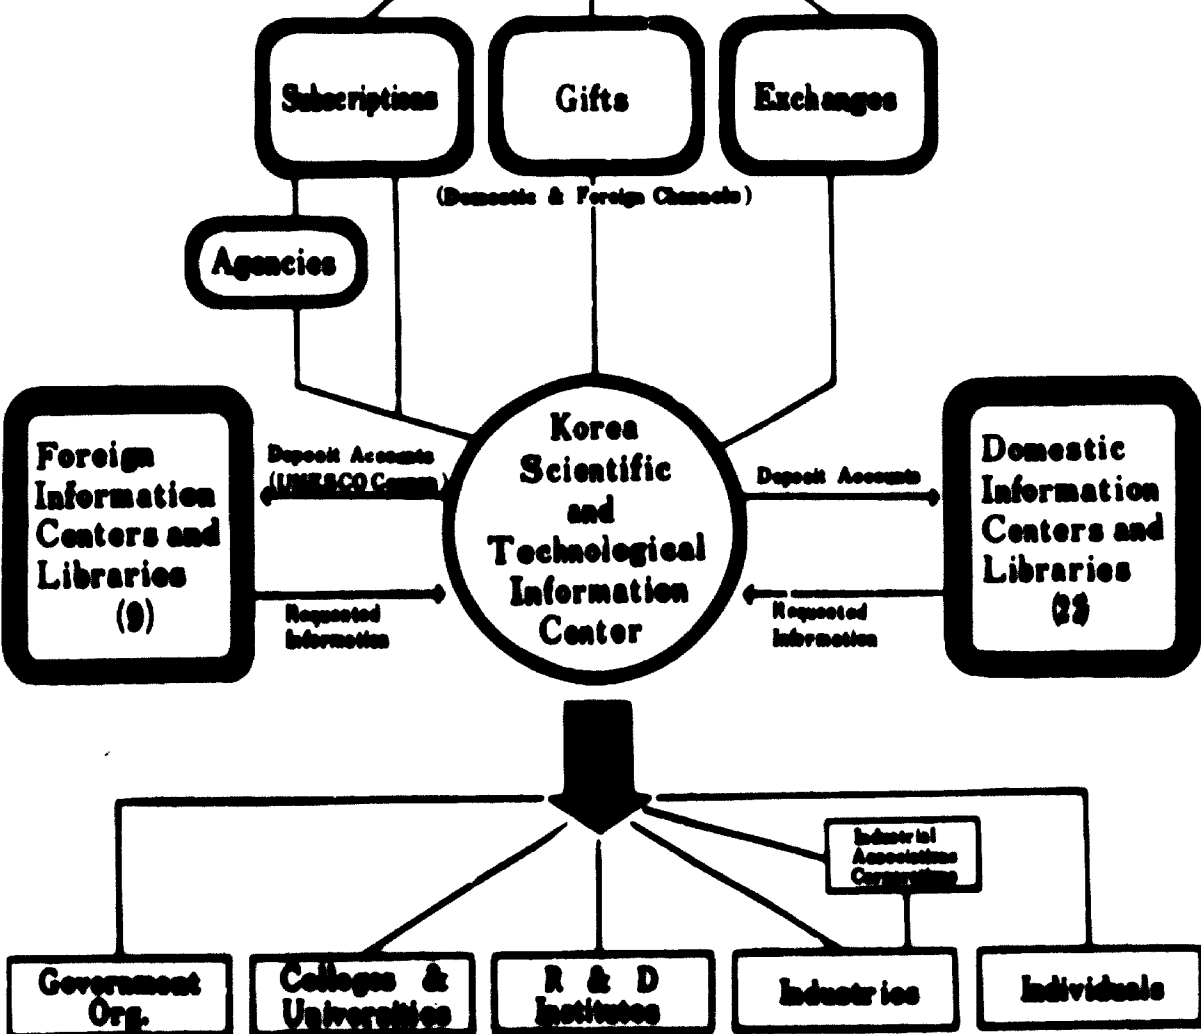 Subscriptions
Gifts
Exchanges
(Domestic & Foreign Channels)
Agencies
Foreign
Information
Centers and
Libraries
(9)
Deposit Accounts
(UNESCO Coupon)
Requested
Information
Korea
Scientific
and
Technological
Information
Center
Deposit Accounts
Requested
Information
Domestic
Information
Centers and
Libraries
Industrial
Associations
Corporations
Government
Org.
Colleges &
Universities
R & D
Institutes
Industries
Individuals